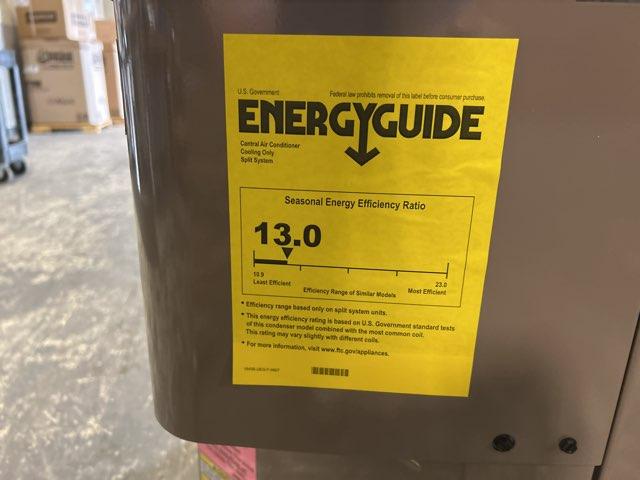 U.S. Government
Federal law prohibits removal of this label before consumer purchase.
ENERGYGUIDE
Central Air Conditioner
Cooling Only
Split System
Seasonal Energy Efficiency Ratio
13.0
10.9
23.0
Least Efficient
Most Efficient
Efficiency Range of Similar Models
* Efficiency range based only on split system units.
* This energy efficiency rating is based on U.S. Government standard tests
of this condenser model combined with the most common coil.
This rating may vary slightly with different coils.
* For more information, visit www.ftc.gov/appliances.